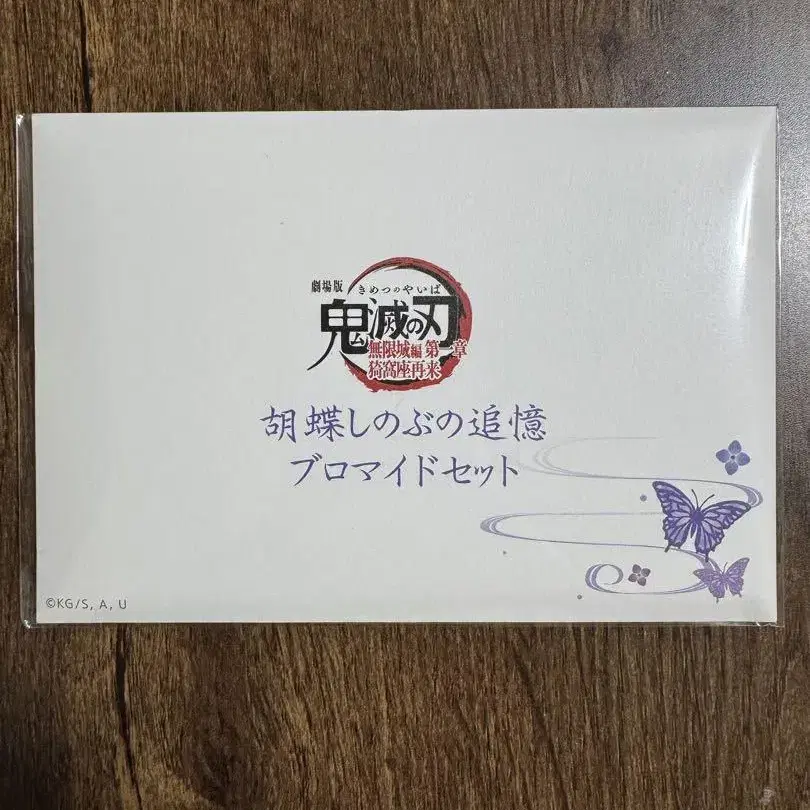 劇場版
きめつのやいば
鬼滅の刃
無限城編 第一章
猗窩座再来
胡蝶しのぶの追憶
ブロマイドセット
©KG/S, A, U